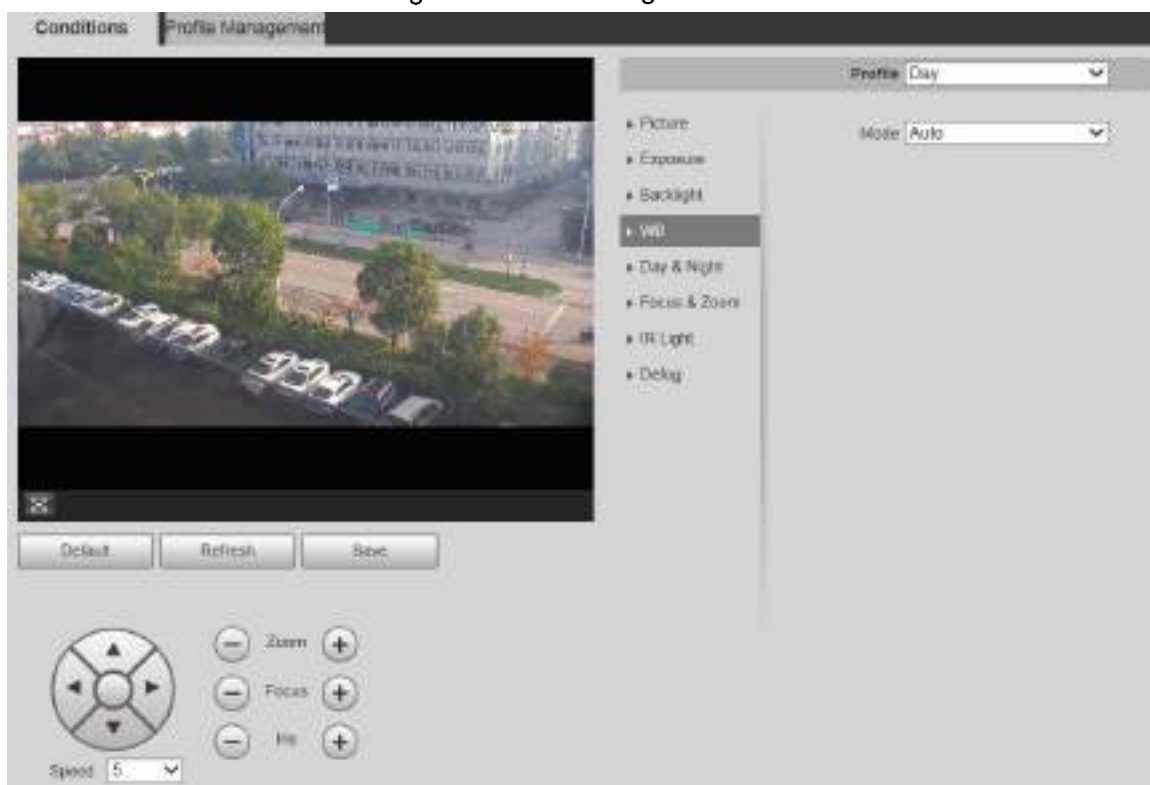 Conditions
Profile Management
Profile Day
Mode Auto
Picture
Exposure
Backlight
WB
Day & Night
Focus & Zoom
IR Light
Defog
Default
Refresh
Save
Zoom
Focus
Iris
Speed 5